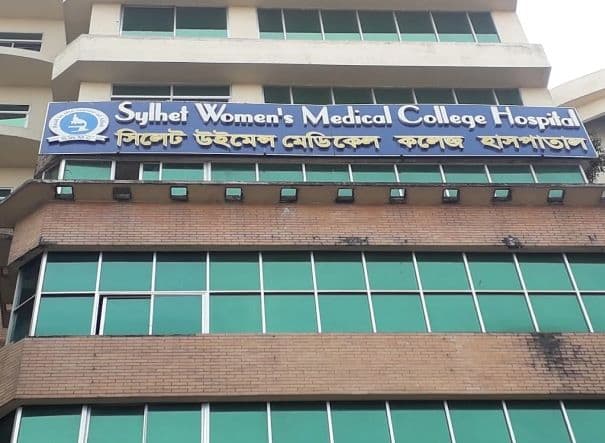 Sylhet Women's Medical College Hospital
সিলেট উইমেন্স মেডিকেল কলেজ হাসপাতাল